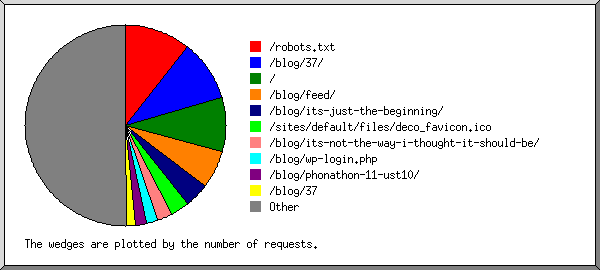 /robots.txt
/blog/37/
/
/blog/feed/
/blog/its-just-the-beginning/
/sites/default/files/deco_favicon.ico
/blog/its-not-the-way-i-thought-it-should-be/
/blog/wp-login.php
/blog/phonathon-11-ust10/
/blog/37
Other
The wedges are plotted by the number of requests.